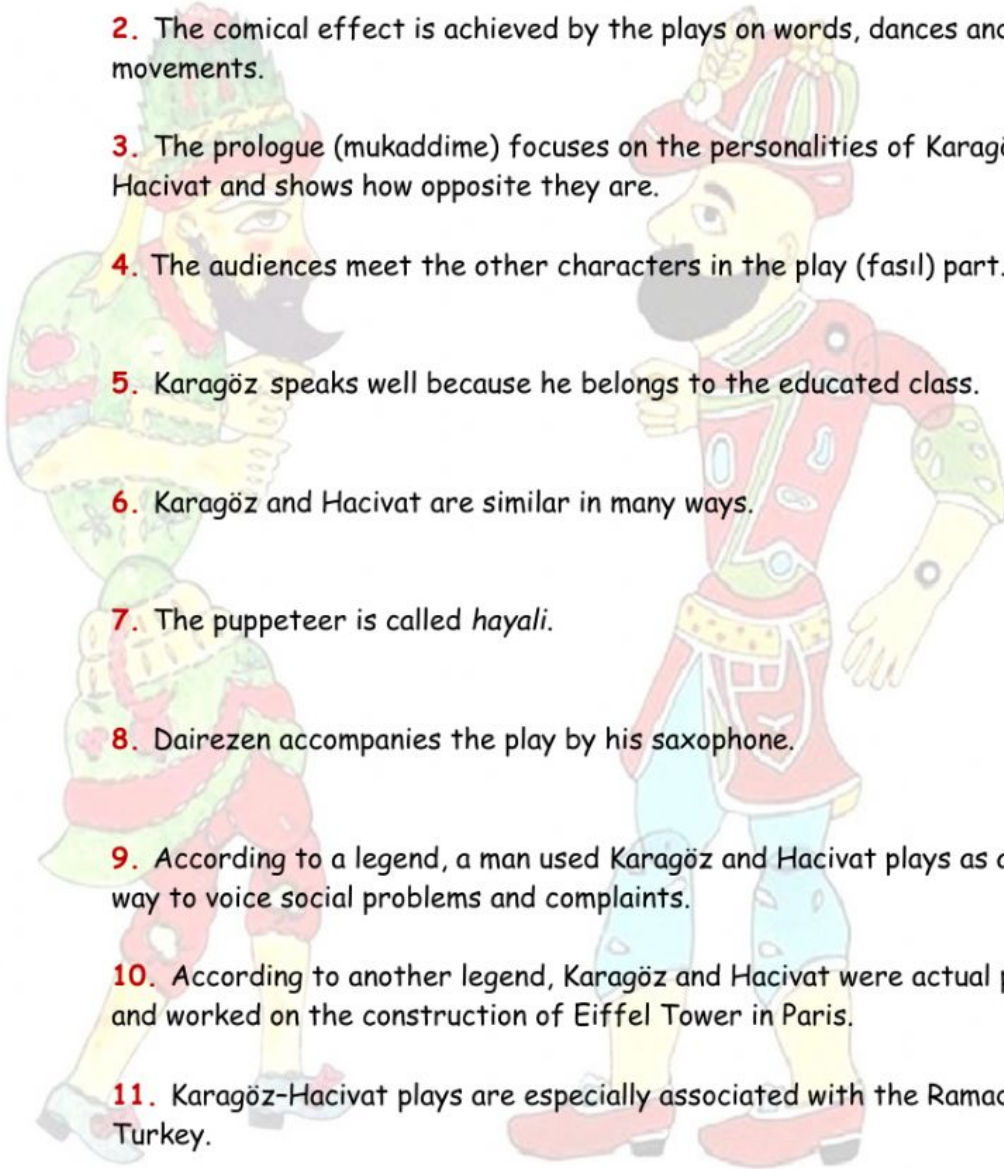 2. The comical effect is achieved by the plays on words, dances and
movements.
3. The prologue (mukaddime) focuses on the personalities of
Hacivat and shows how opposite they are.
4. The audiences meet the other characters in the play (fasıl) part.
5. Karagöz speaks well because he belongs to the educated class.
6. Karagöz and Hacivat are similar in many ways.
7. The puppeteer is called hayali.
8. Dairezen accompanies the play by his saxophone.
9. According to a legend, a man used Karagöz and Hacivat plays as
way to voice social problems and complaints.
10. According to another legend, Karagöz and Hacivat were actual
and worked on the construction of Eiffel Tower in Paris.
11. Karagöz-Hacivat plays are especially associated with the
Turkey.